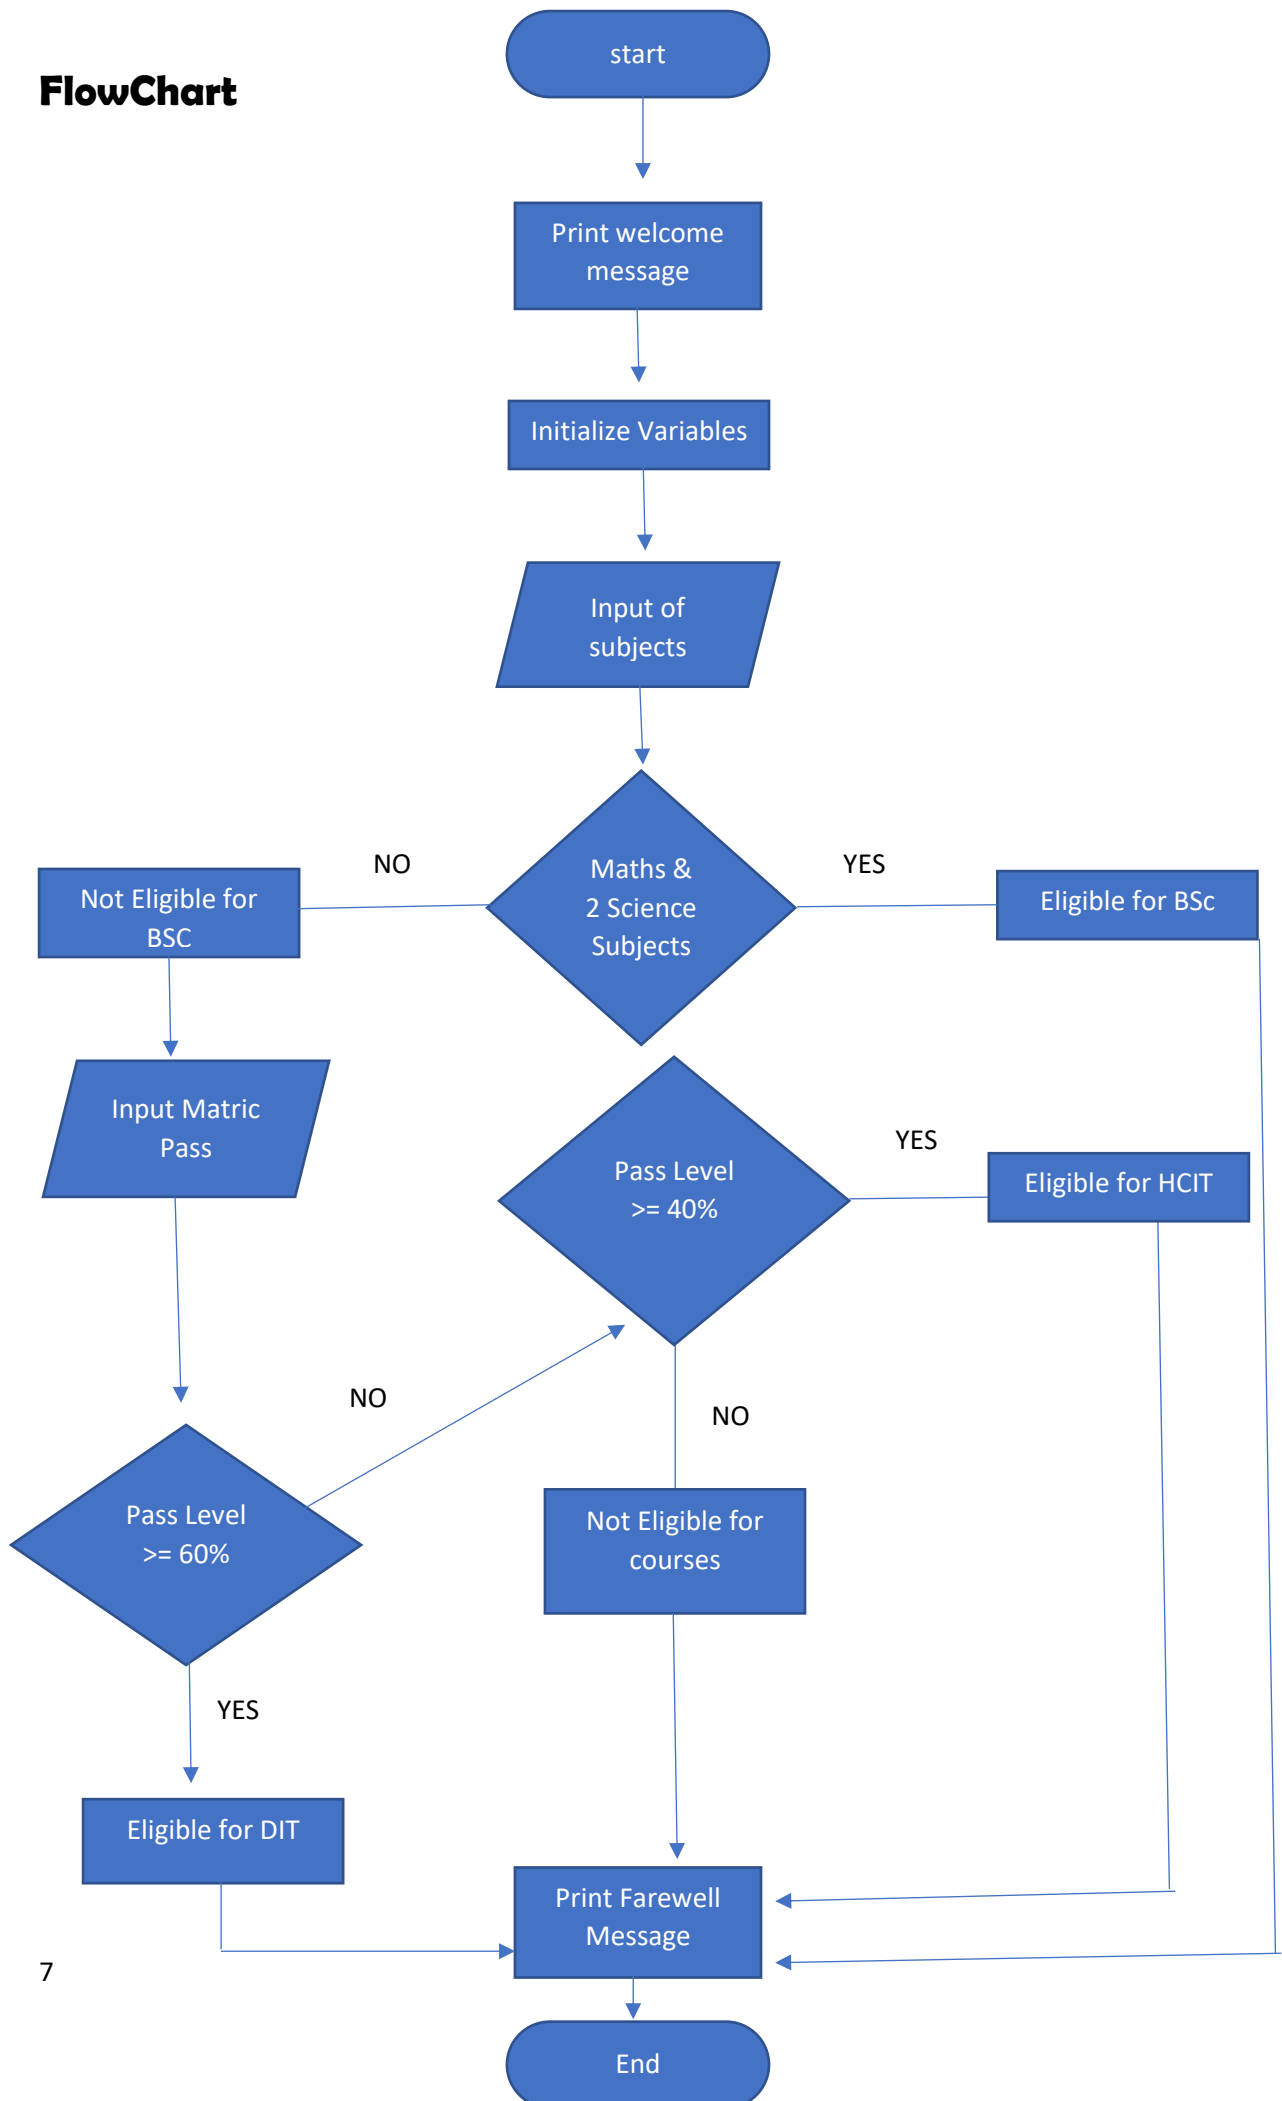 start
FlowChart
Print welcome
message
Initialize Variables
Input of
subjects
NO
Maths &
2 Science
Subjects
YES
Not Eligible for
BSC
Eligible for BSc
Input Matric
Pass
Pass Level
>= 40%
YES
Eligible for HCIT
NO
NO
Pass Level
>= 60%
Not Eligible for
courses
YES
Eligible for DIT
Print Farewell
Message
7
End